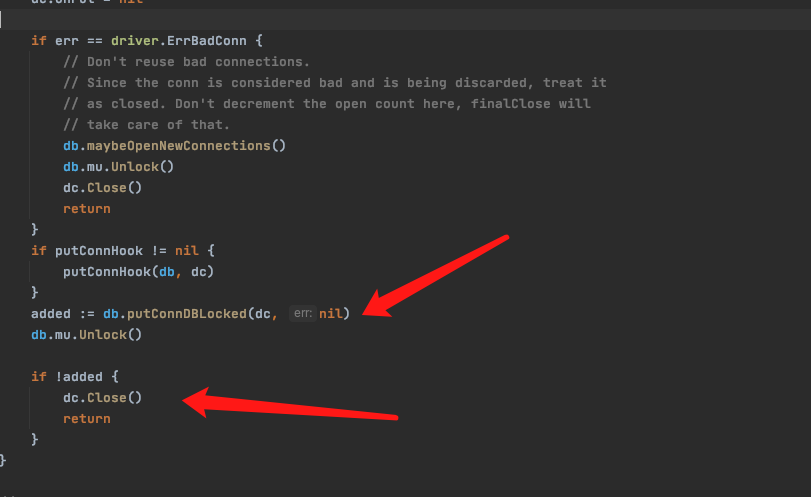 dc.onPut = nil
if err == driver.ErrBadConn {
// Don't reuse bad connections.
// Since the conn is considered bad and is being discarded, treat it
// as closed. Don't decrement the open count here, finalClose will
// take care of that.
db.maybeOpenNewConnections()
db.mu.Unlock()
dc.Close()
return
}
if putConnHook != nil {
putConnHook(db, dc)
}
added := db.putConnDBLocked(dc, err: nil)
db.mu.Unlock()
if !added {
dc.Close()
return
}
}